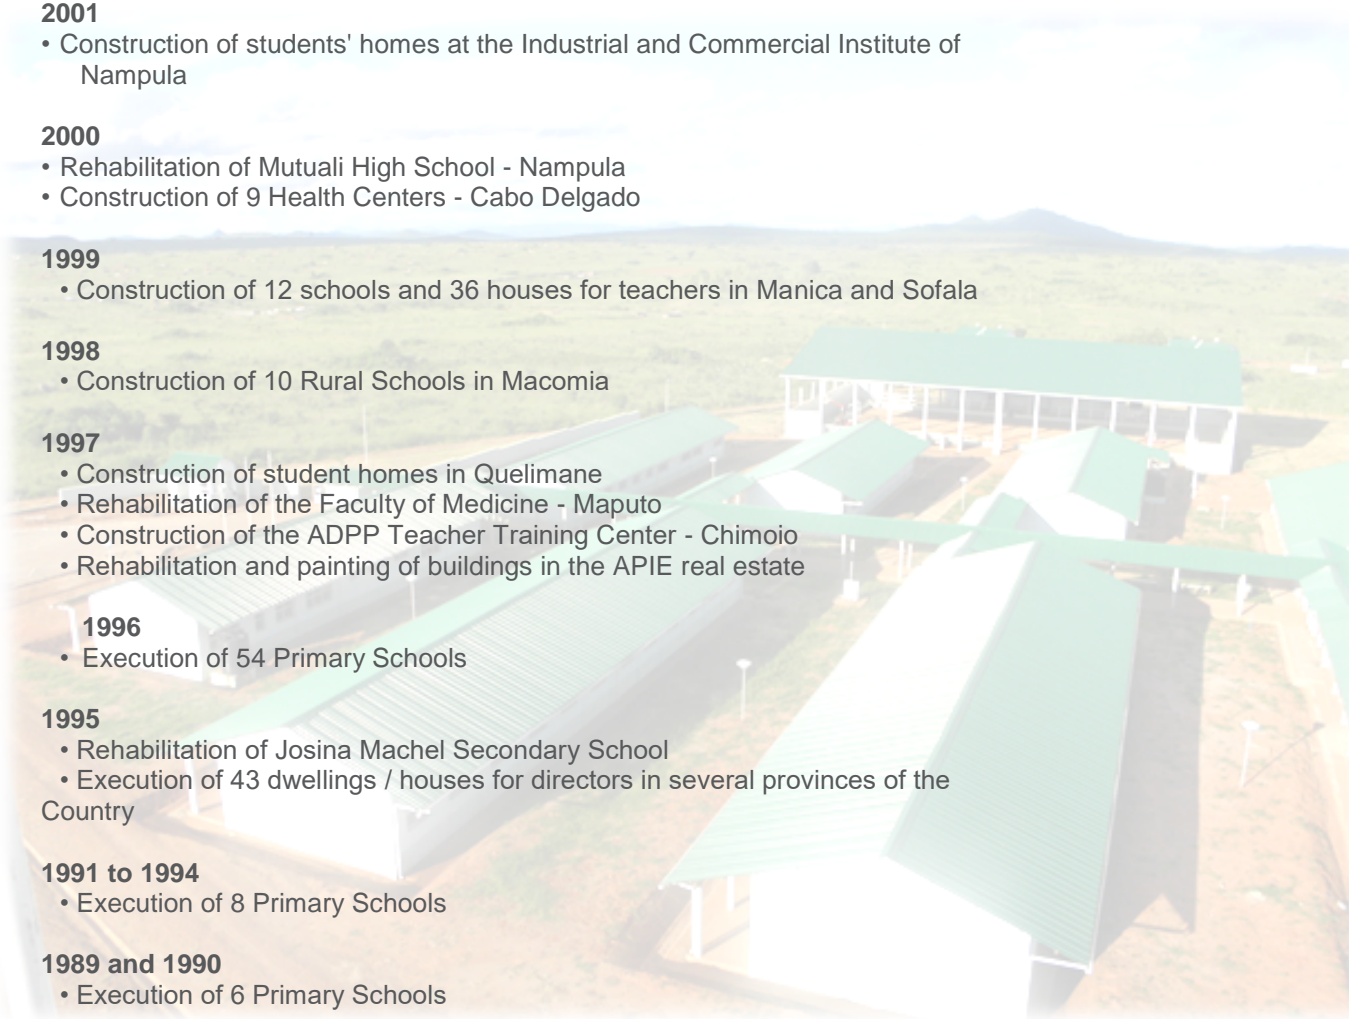 2001
• Construction of students' homes at the Industrial and Commercial Institute of
Nampula
2000
• Rehabilitation of Mutuali High School - Nampula
• Construction of 9 Health Centers - Cabo Delgado
1999
• Construction of 12 schools and 36 houses for teachers in Manica and Sofala
1998
• Construction of 10 Rural Schools in Macomia
1997
• Construction of student homes in Quelimane
• Rehabilitation of the Faculty of Medicine - Maputo
• Construction of the ADPP Teacher Training Center - Chimoio
• Rehabilitation and painting of buildings in the APIE real estate
1996
• Execution of 54 Primary Schools
1995
• Rehabilitation of Josina Machel Secondary School
• Execution of 43 dwellings / houses for directors in several provinces of the
Country
1991 to 1994
• Execution of 8 Primary Schools
1989 and 1990
• Execution of 6 Primary Schools